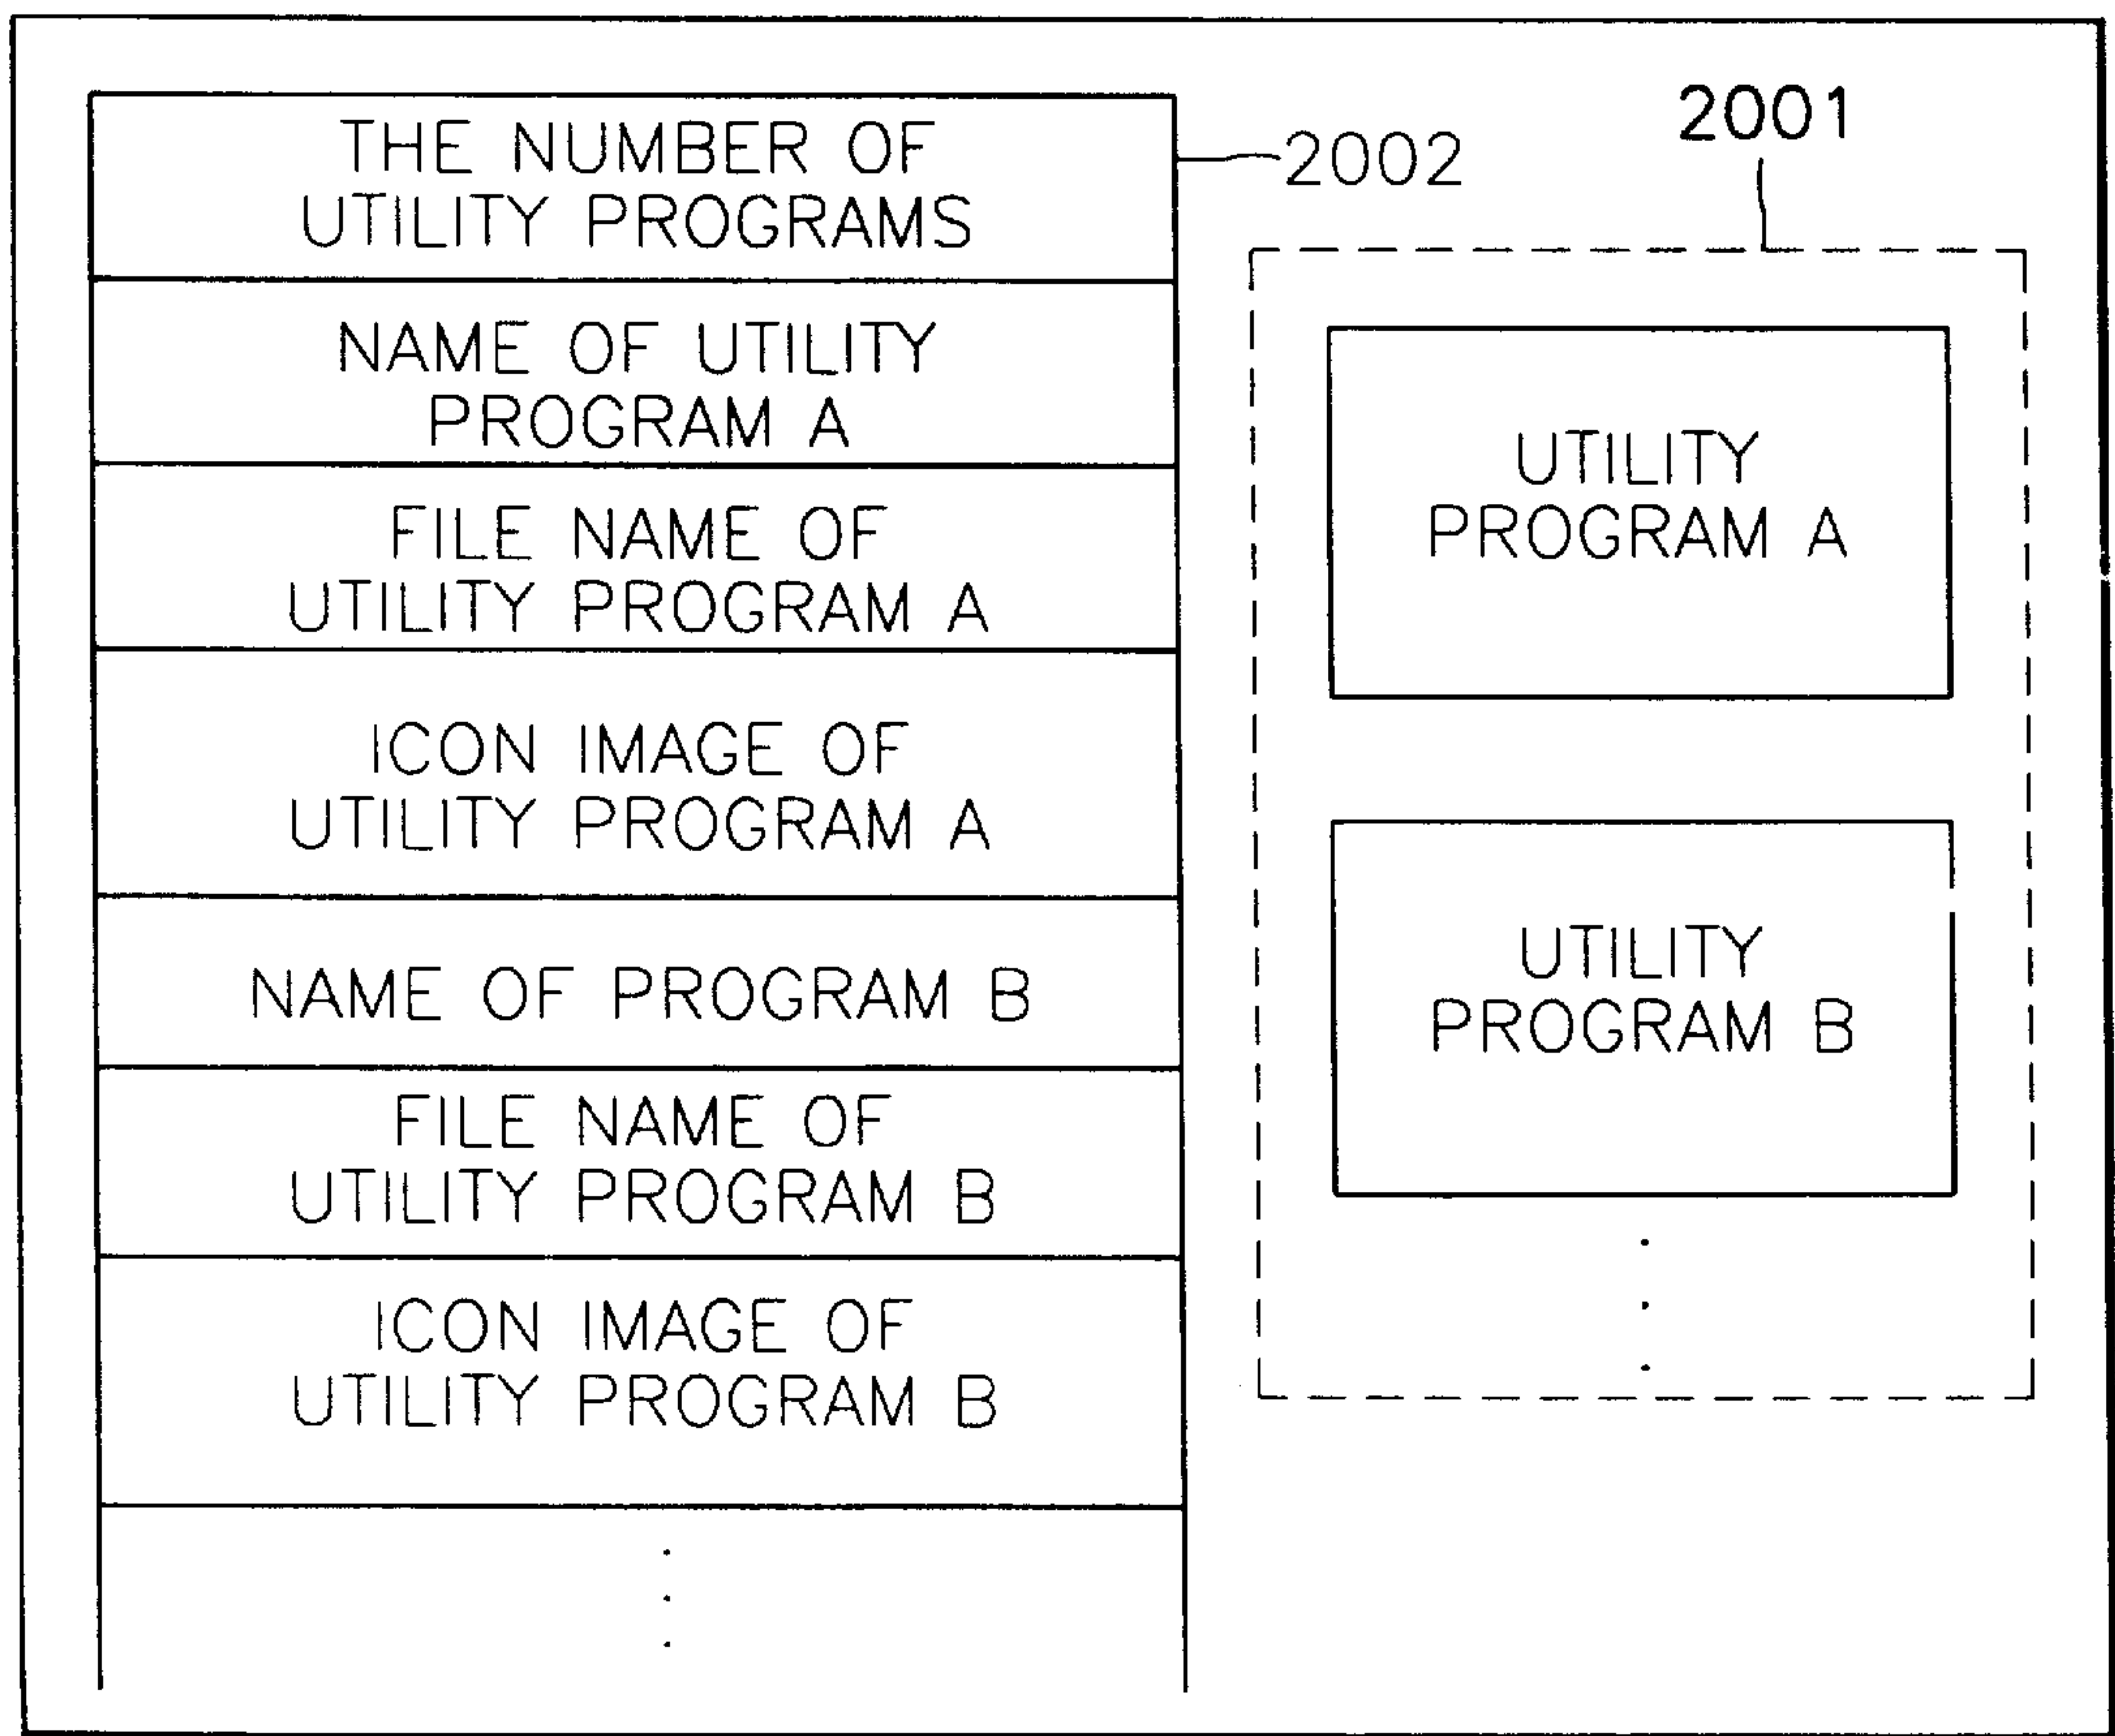 THE NUMBER OF
UTILITY PROGRAMS
2002
NAME OF UTILITY
PROGRAM A
FILE NAME OF
UTILITY PROGRAM A
ICON IMAGE OF
UTILITY PROGRAM A
NAME OF PROGRAM B
FILE NAME OF
UTILITY PROGRAM B
ICON IMAGE OF
UTILITY PROGRAM B
2001
UTILITY
PROGRAM A
UTILITY
PROGRAM B